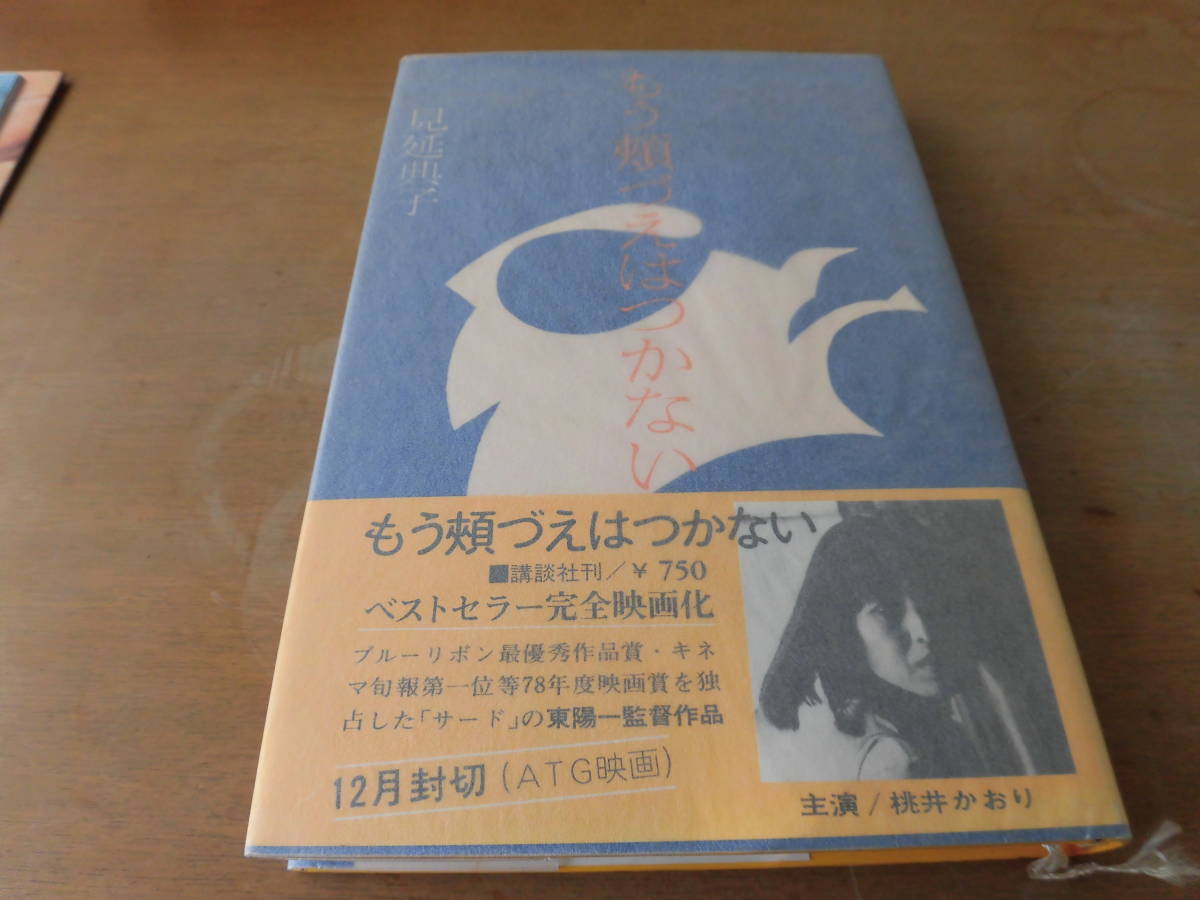 もう頬づえはつかない
見延典子
もう頬づえはつかない
講談社刊/¥750
ベストセラー完全映画化
ブルーリボン最優秀作品賞・キネ
マ旬報第一位等78年度映画賞を独
占した「サード」の東陽一監督作品
12月封切(ATG映画)
主演/桃井かおり